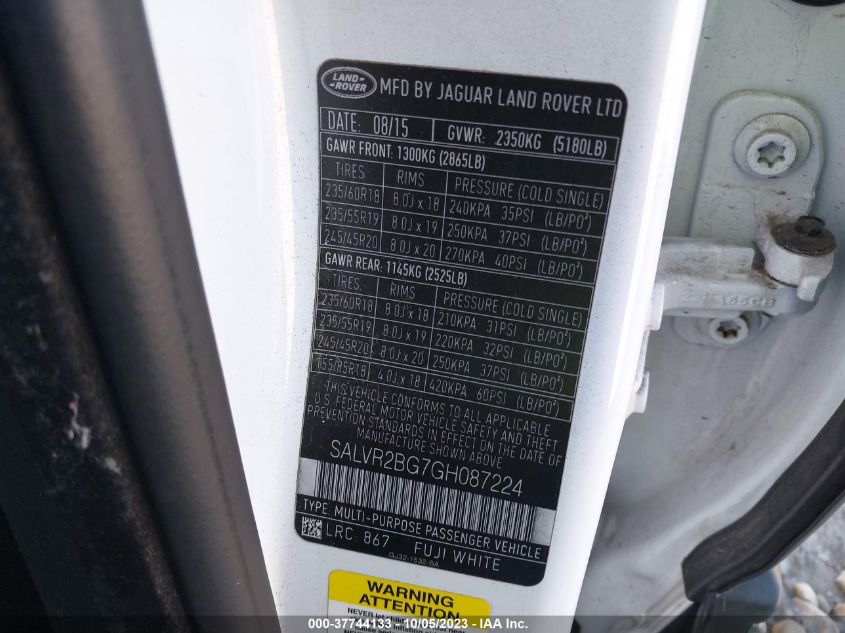 LAND ROVER
MFD BY JAGUAR LAND ROVER LTD
DATE: 08/15 GVWR: 2350KG (5180LB)
GAWR FRONT: 1300KG (2865LB)
TIRES RIMS PRESSURE (COLD SINGLE)
235/60R18 8.0J x 18 240KPA 35PSI (LB/PO²)
235/55R19 8.0J x 19 250KPA 37PSI (LB/PO²)
245/45R20 8.0J x 20 270KPA 40PSI (LB/PO²)
GAWR REAR: 1145KG (2525LB)
TIRES RIMS PRESSURE (COLD SINGLE)
235/60R18 8.0J x 18 210KPA 31PSI (LB/PO²)
235/55R19 8.0J x 19 220KPA 32PSI (LB/PO²)
245/45R20 8.0J x 20 250KPA 37PSI (LB/PO²)
155/85R18 4.0J x 18 420KPA 60PSI (LB/PO²)
THIS VEHICLE CONFORMS TO ALL APPLICABLE
U.S. FEDERAL MOTOR VEHICLE SAFETY AND THEFT
PREVENTION STANDARDS IN EFFECT ON THE DATE OF
MANUFACTURE SHOWN ABOVE
SALVR2BG7GH087224
TYPE: MULTI-PURPOSE PASSENGER VEHICLE
LRC: 867 FUJI WHITE
GJ32-1532-BA
WARNING
ATTENTION
NEVER let children
000-37744133 - 10/05/2023 - IAA Inc.